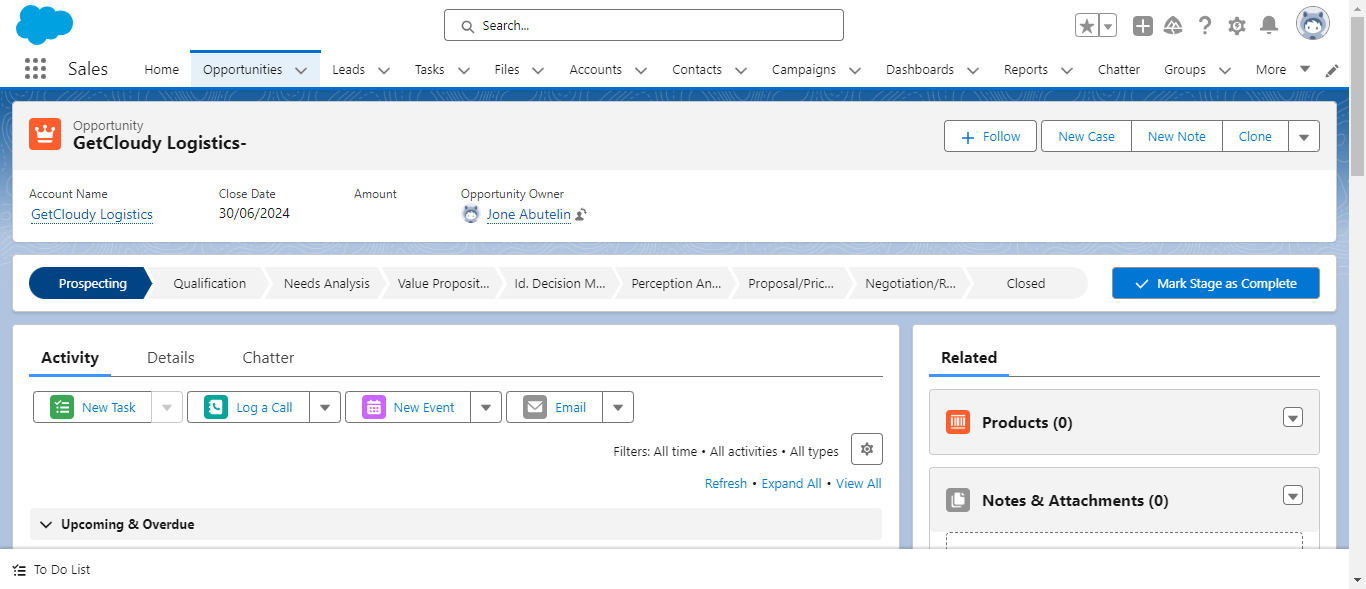 Search...
Sales
Home
Opportunities
Leads
Tasks
Files
Accounts
Contacts
Campaigns
Dashboards
Reports
Chatter
Groups
More
Opportunity
GetCloudy Logistics-
Follow
New Case
New Note
Clone
Account Name
Close Date
Amount
Opportunity Owner
GetCloudy Logistics
30/06/2024
Jone Abutelin
Prospecting
Qualification
Needs Analysis
Value Proposit...
Id. Decision M...
Perception An...
Proposal/Pric...
Negotiation/R...
Closed
Mark Stage as Complete
Activity
Details
Chatter
New Task
Log a Call
New Event
Email
Filters: All time • All activities • All types
Refresh • Expand All • View All
Upcoming & Overdue
Related
Products (0)
Notes & Attachments (0)
To Do List